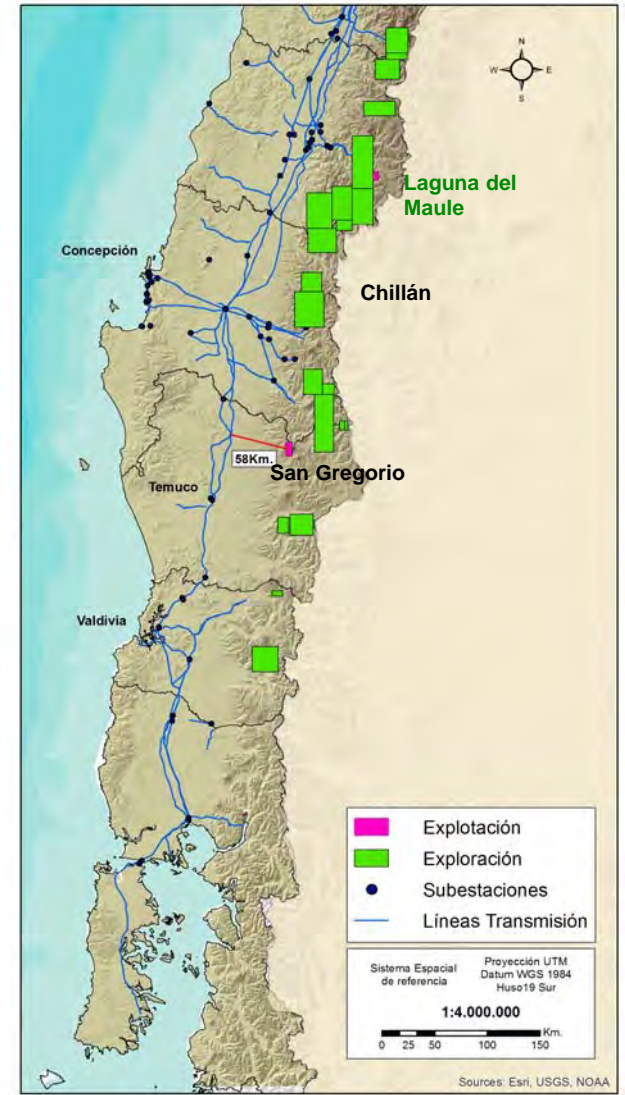 N
W
E
S
Laguna del
Maule
Concepción
Chillán
58Km.
San Gregorio
Temuco
Valdivia
Explotación
Exploración
Subestaciones
Líneas Transmisión
Sistema Espacial
de referencia
Proyección UTM
Datum WGS 1984
Huso19 Sur
1:4.000.000
Km.
0 25 50 100 150
Sources: Esri, USGS, NOAA